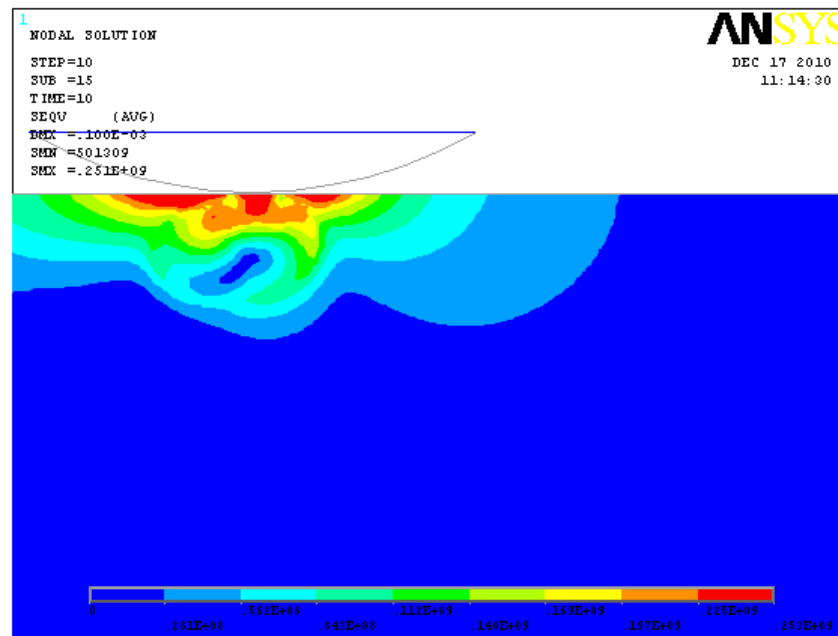 1
NODAL SOLUTION
STEP=10
SUB =15
TIME=10
SEQV (AVG)
DMX =.100E-03
SMN =501309
SMX =.251E+09
ANSYS
DEC 17 2010
11:14:30
0 .562E+08 .112E+09 .169E+09 .225E+09
.281E+08 .843E+08 .140E+09 .197E+09 .253E+09